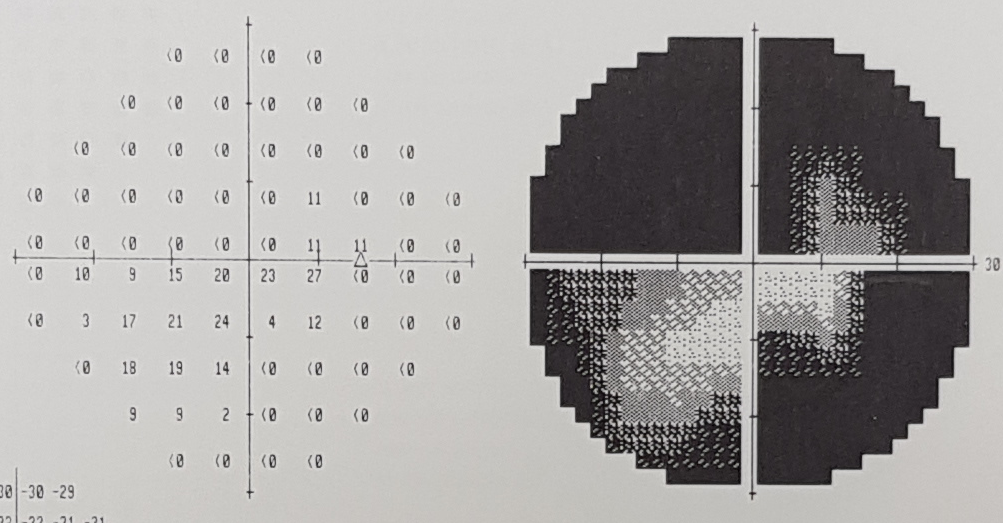 <0 <0 <0 <0
<0 <0 <0 <0 <0 <0
<0 <0 <0 <0 <0 <0 <0 <0
<0 <0 <0 <0 <0 <0 11 <0 <0 <0
<0 <0 <0 <0 <0 <0 11 11 <0 <0
30
<0 10 9 15 20 23 27 <0 <0 <0
<0 3 17 21 24 4 12 <0 <0 <0
<0 18 19 14 <0 <0 <0 <0
9 9 2 <0 <0 <0
<0 <0 <0 <0
30 -30 -29